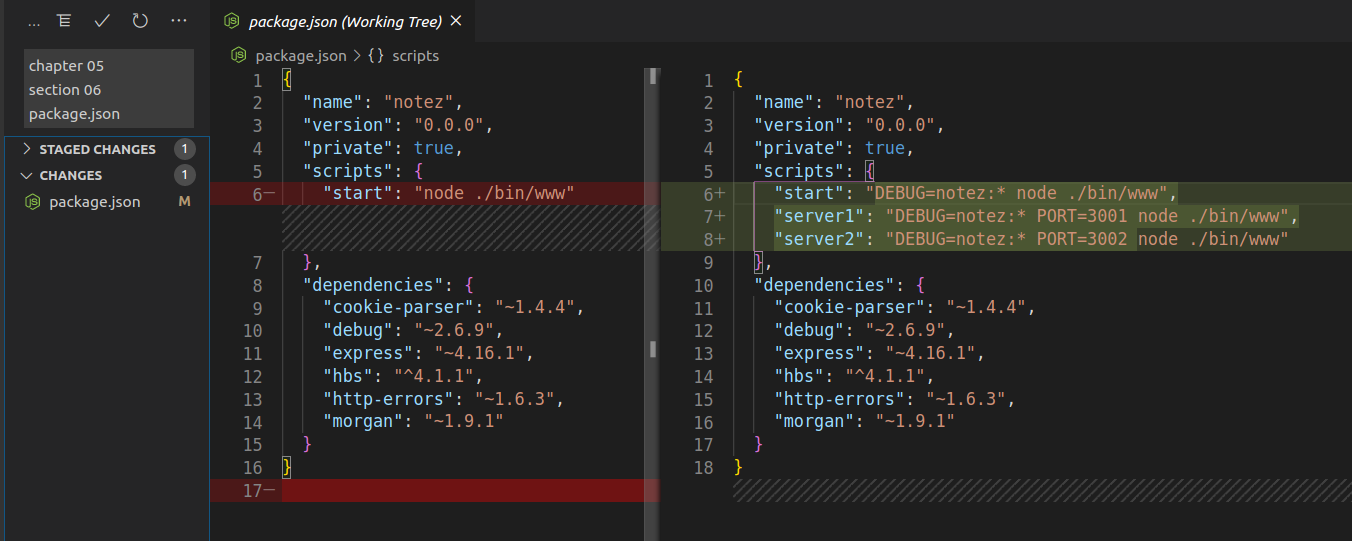 ... ···
package.json (Working Tree) ×
JS package.json > {} scripts
chapter 05
section 06
package.json
STAGED CHANGES 1
CHANGES 1
JS package.json M
1 {
2 "name": "notez",
3 "version": "0.0.0",
4 "private": true,
5 "scripts": {
6− "start": "node ./bin/www"
7 },
8 "dependencies": {
9 "cookie-parser": "~1.4.4",
10 "debug": "~2.6.9",
11 "express": "~4.16.1",
12 "hbs": "^4.1.1",
13 "http-errors": "~1.6.3",
14 "morgan": "~1.9.1"
15 }
16 }
17−
1 {
2 "name": "notez",
3 "version": "0.0.0",
4 "private": true,
5 "scripts": {
6+ "start": "DEBUG=notez:* node ./bin/www",
7+ "server1": "DEBUG=notez:* PORT=3001 node ./bin/www",
8+ "server2": "DEBUG=notez:* PORT=3002 node ./bin/www"
9 },
10 "dependencies": {
11 "cookie-parser": "~1.4.4",
12 "debug": "~2.6.9",
13 "express": "~4.16.1",
14 "hbs": "^4.1.1",
15 "http-errors": "~1.6.3",
16 "morgan": "~1.9.1"
17 }
18 }